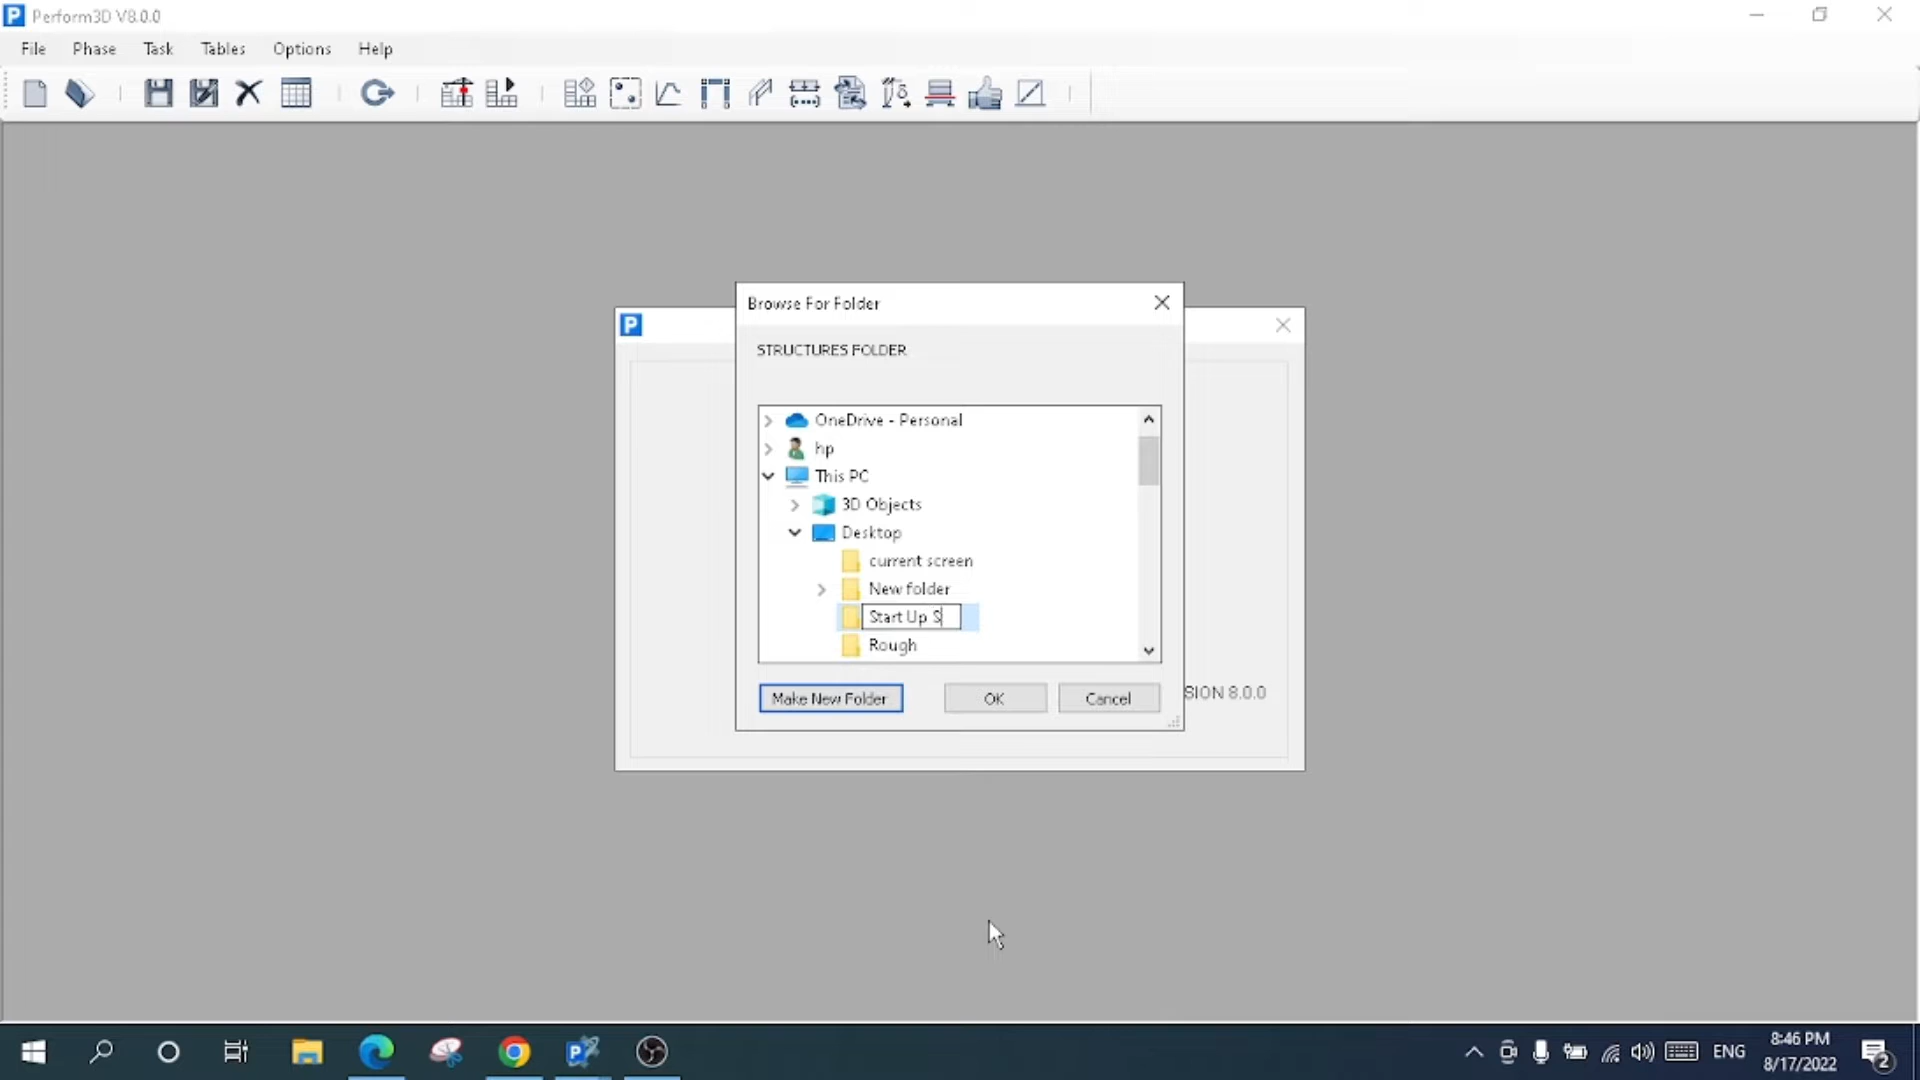 Perform3D V8.0.0
File Phase Task Tables Options Help
Browse For Folder
STRUCTURES FOLDER
OneDrive - Personal
hp
This PC
3D Objects
Desktop
current screen
New folder
Start Up S
Rough
Make New Folder OK Cancel
SION 8.0.0
ENG
8:46 PM
8/17/2022
2